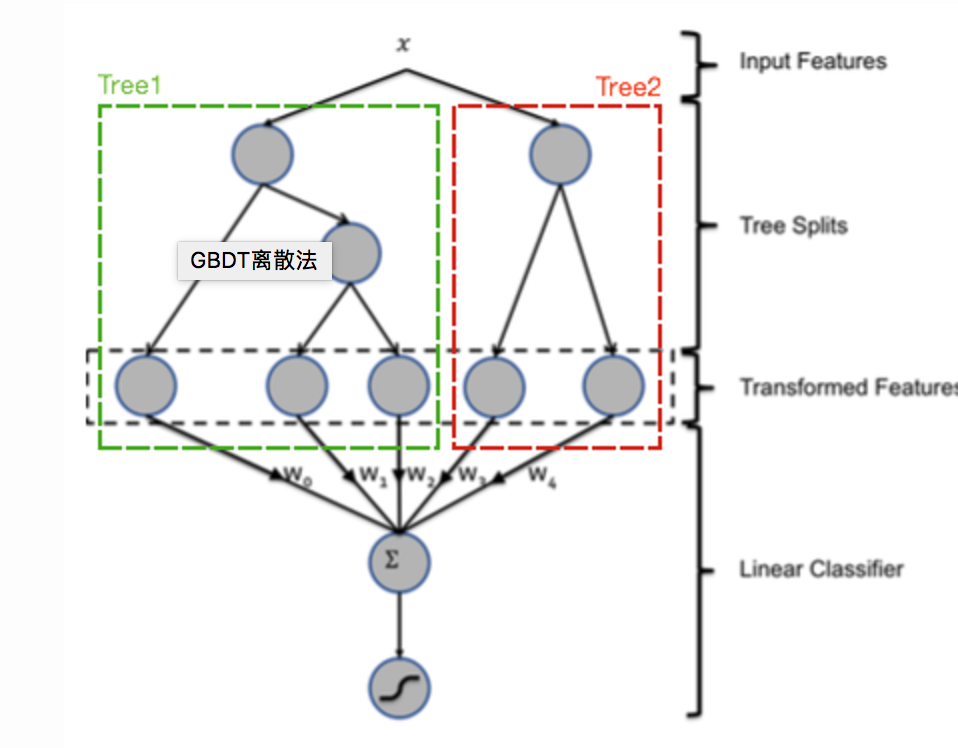 x
Input Features
Tree1
Tree2
Tree Splits
GBDT离散法
Transformed Features
W₀
W₁
W₂
W₃
W₄
Σ
Linear Classifier